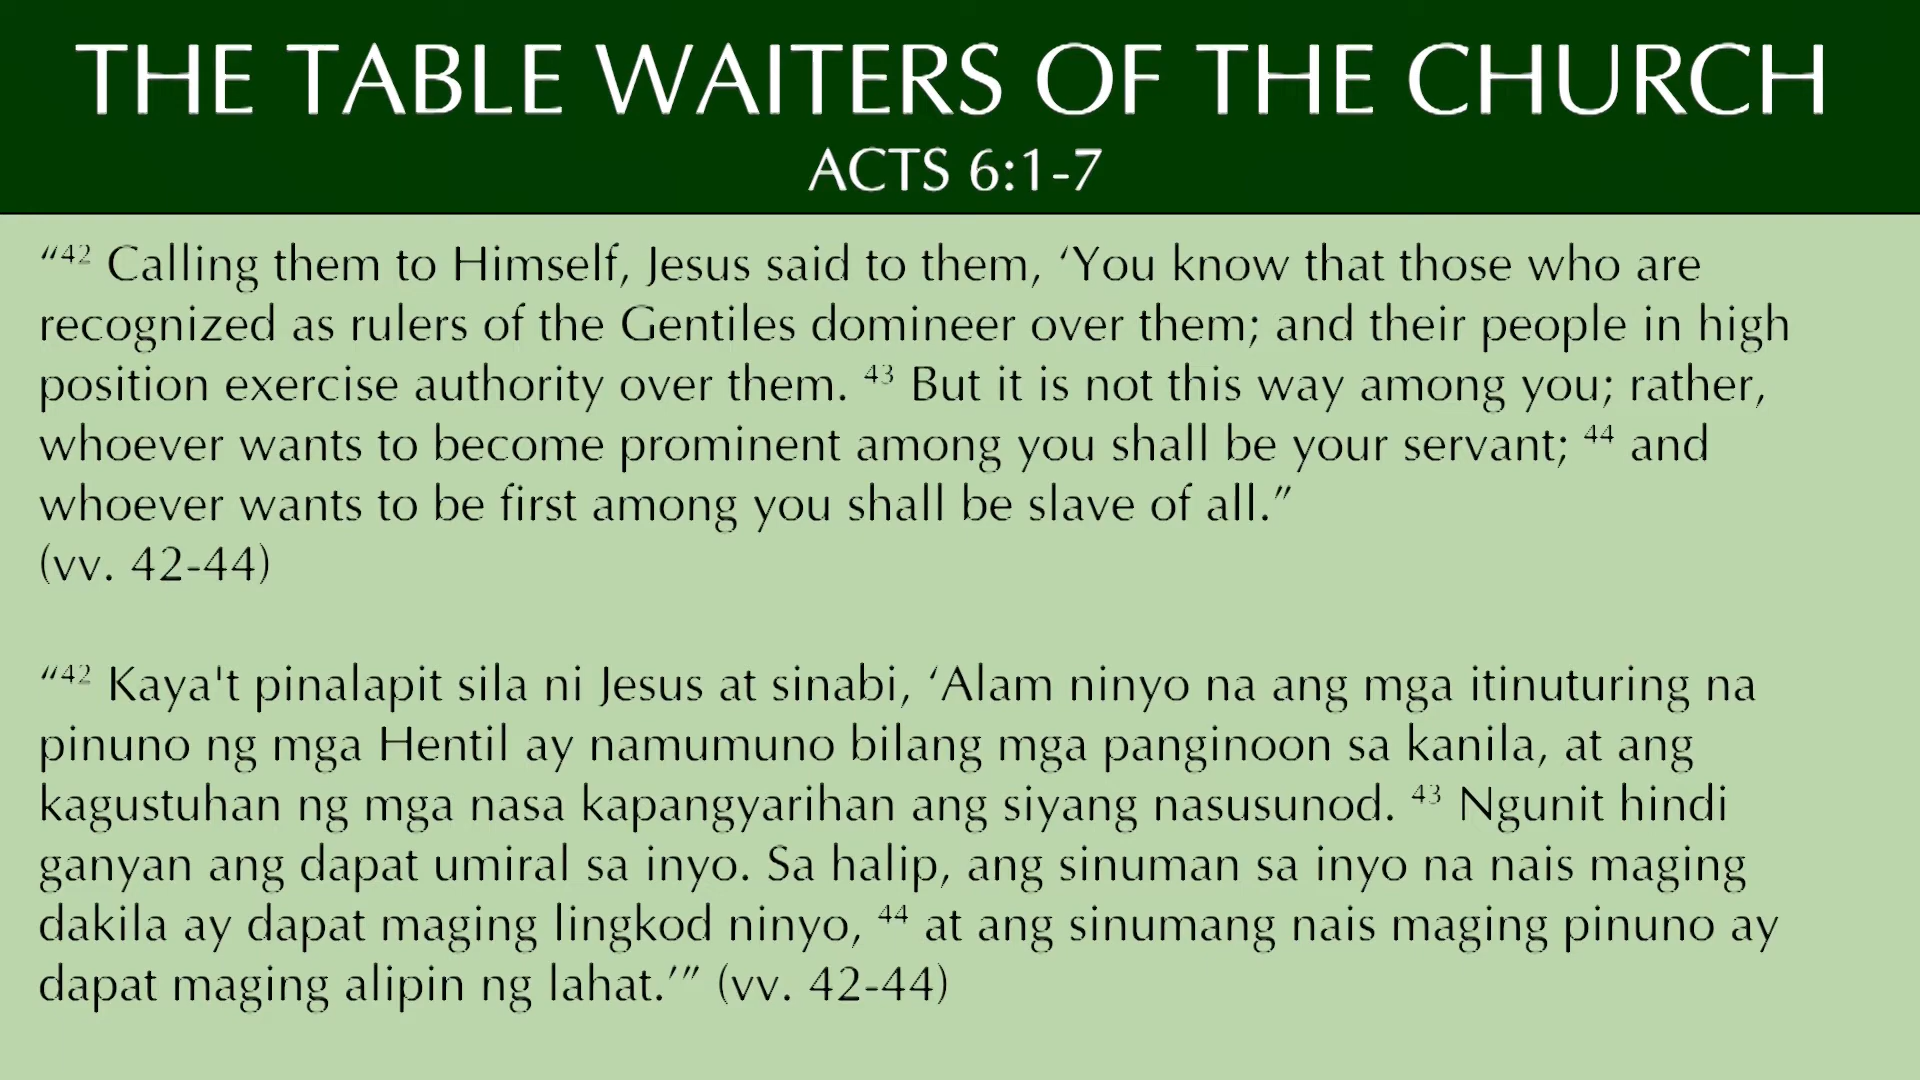 THE TABLE WAITERS OF THE CHURCH
ACTS 6:1-7
“⁴² Calling them to Himself, Jesus said to them, ‘You know that those who are
recognized as rulers of the Gentiles domineer over them; and their people in high
position exercise authority over them. ⁴³ But it is not this way among you; rather,
whoever wants to become prominent among you shall be your servant; ⁴⁴ and
whoever wants to be first among you shall be slave of all.”
(vv. 42-44)
“⁴² Kaya't pinalapit sila ni Jesus at sinabi, ‘Alam ninyo na ang mga itinuturing na
pinuno ng mga Hentil ay namumuno bilang mga panginoon sa kanila, at ang
kagustuhan ng mga nasa kapangyarihan ang siyang nasusunod. ⁴³ Ngunit hindi
ganyan ang dapat umiral sa inyo. Sa halip, ang sinuman sa inyo na nais maging
dakila ay dapat maging lingkod ninyo, ⁴⁴ at ang sinumang nais maging pinuno ay
dapat maging alipin ng lahat.’” (vv. 42-44)